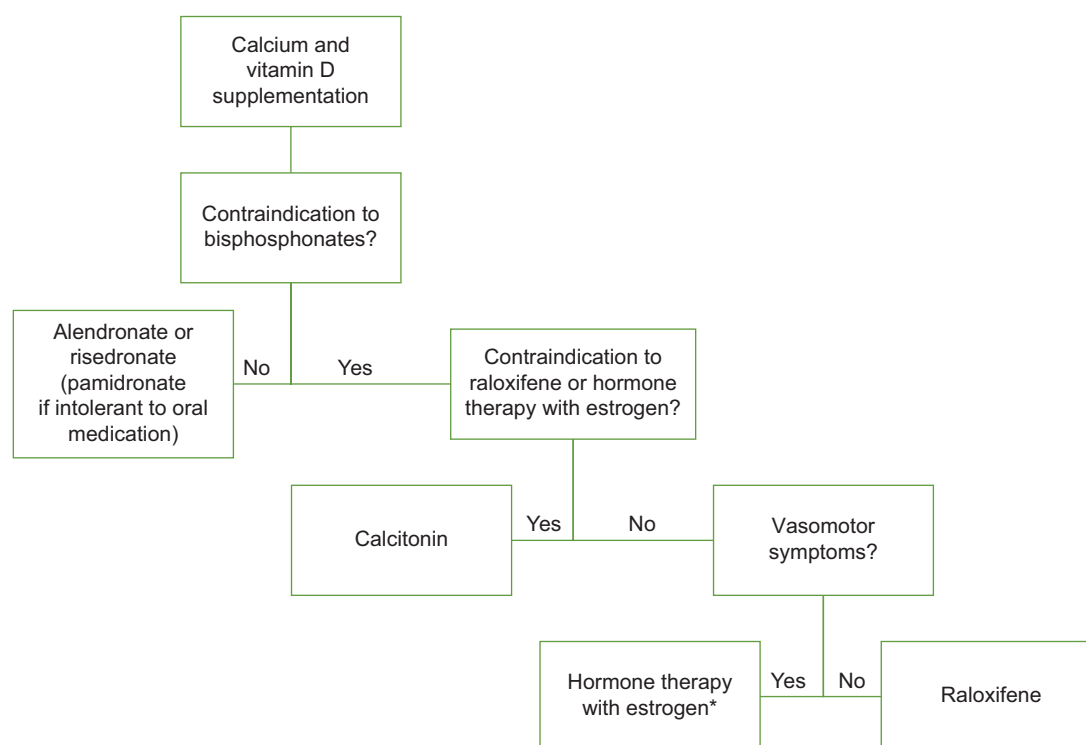 Calcium and
vitamin D
supplementation
Contraindication to
bisphosphonates?
Alendronate or
risedronate
(pamidronate
if intolerant to oral
medication)
No
Yes
Contraindication to
raloxifene or hormone
therapy with estrogen?
Calcitonin
Yes
No
Vasomotor
symptoms?
Hormone therapy
with estrogen*
Yes
No
Raloxifene